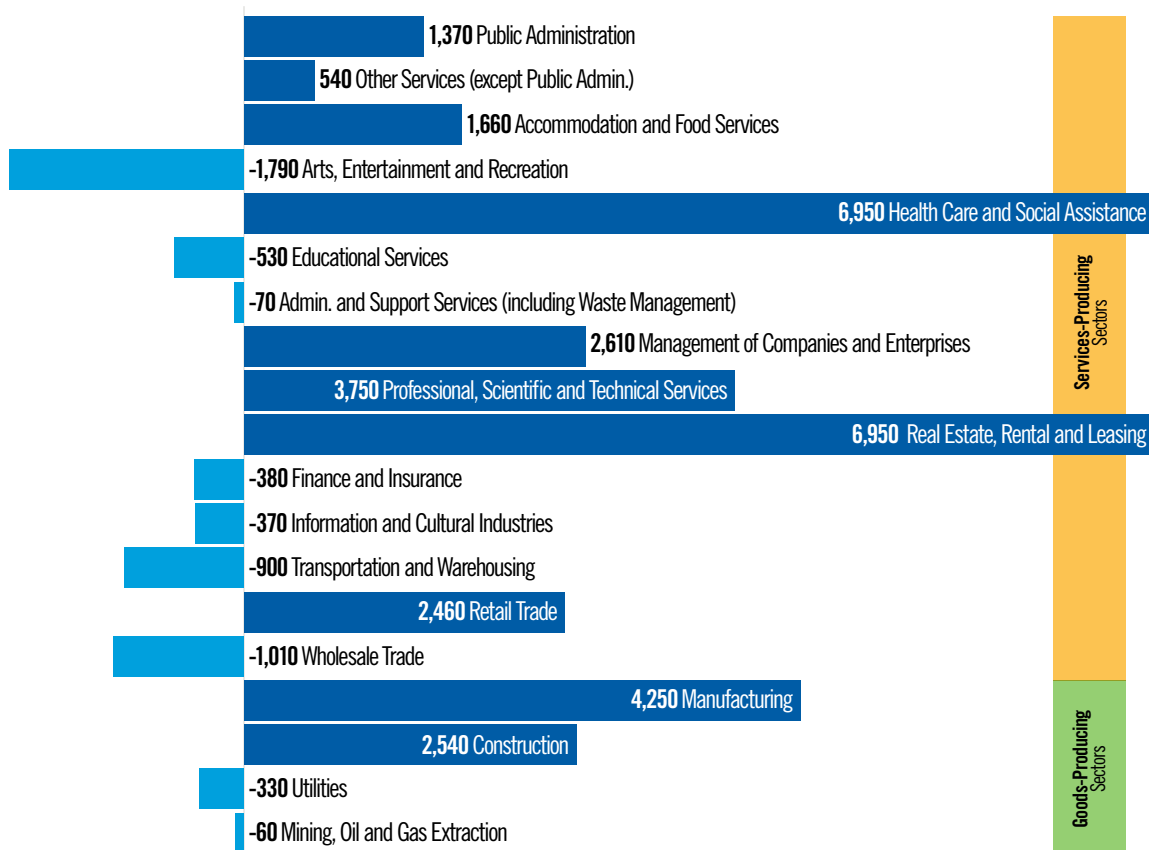 1,370 Public Administration
540 Other Services (except Public Admin.)
1,660 Accommodation and Food Services
-1,790 Arts, Entertainment and Recreation
6,950 Health Care and Social Assistance
-530 Educational Services
-70 Admin. and Support Services (including Waste Management)
2,610 Management of Companies and Enterprises
3,750 Professional, Scientific and Technical Services
6,950 Real Estate, Rental and Leasing
-380 Finance and Insurance
-370 Information and Cultural Industries
-900 Transportation and Warehousing
2,460 Retail Trade
-1,010 Wholesale Trade
4,250 Manufacturing
2,540 Construction
-330 Utilities
-60 Mining, Oil and Gas Extraction
Services-Producing
Sectors
Goods-Producing
Sectors